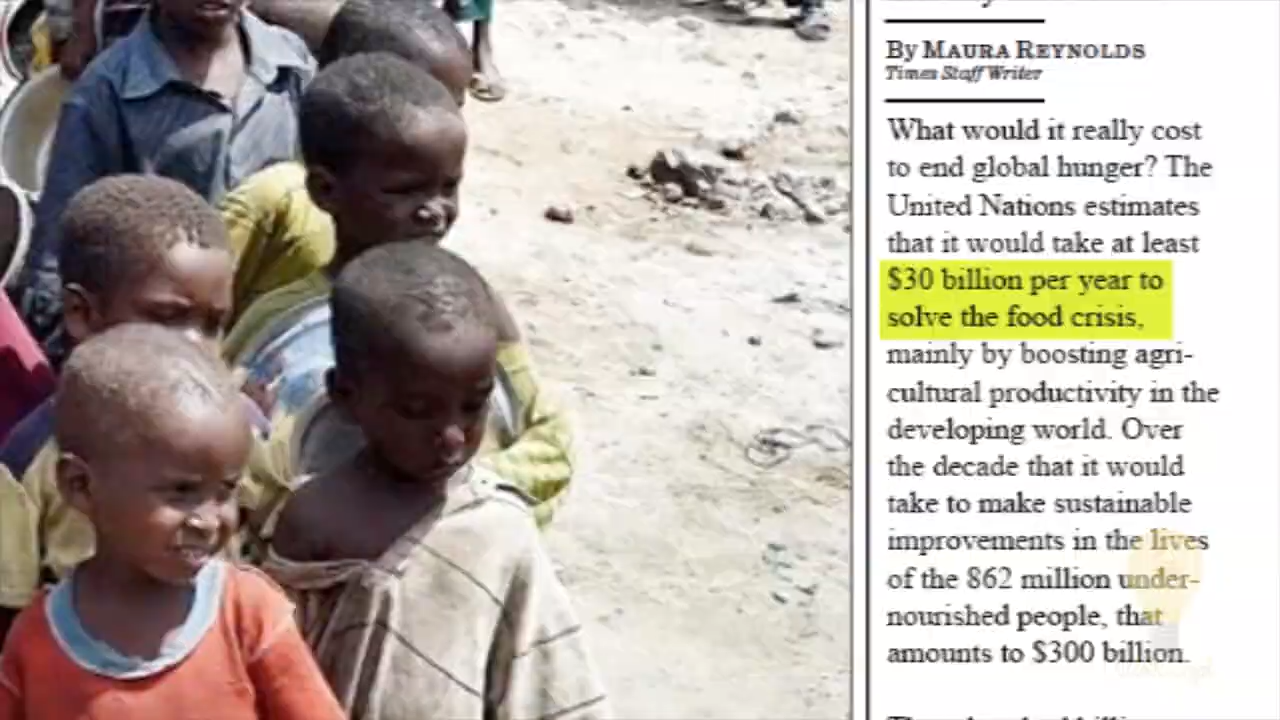 By MAURA REYNOLDS
Times Staff Writer
What would it really cost
to end global hunger? The
United Nations estimates
that it would take at least
$30 billion per year to
solve the food crisis,
mainly by boosting agri-
cultural productivity in the
developing world. Over
the decade that it would
take to make sustainable
improvements in the lives
of the 862 million under-
nourished people, that
amounts to $300 billion.